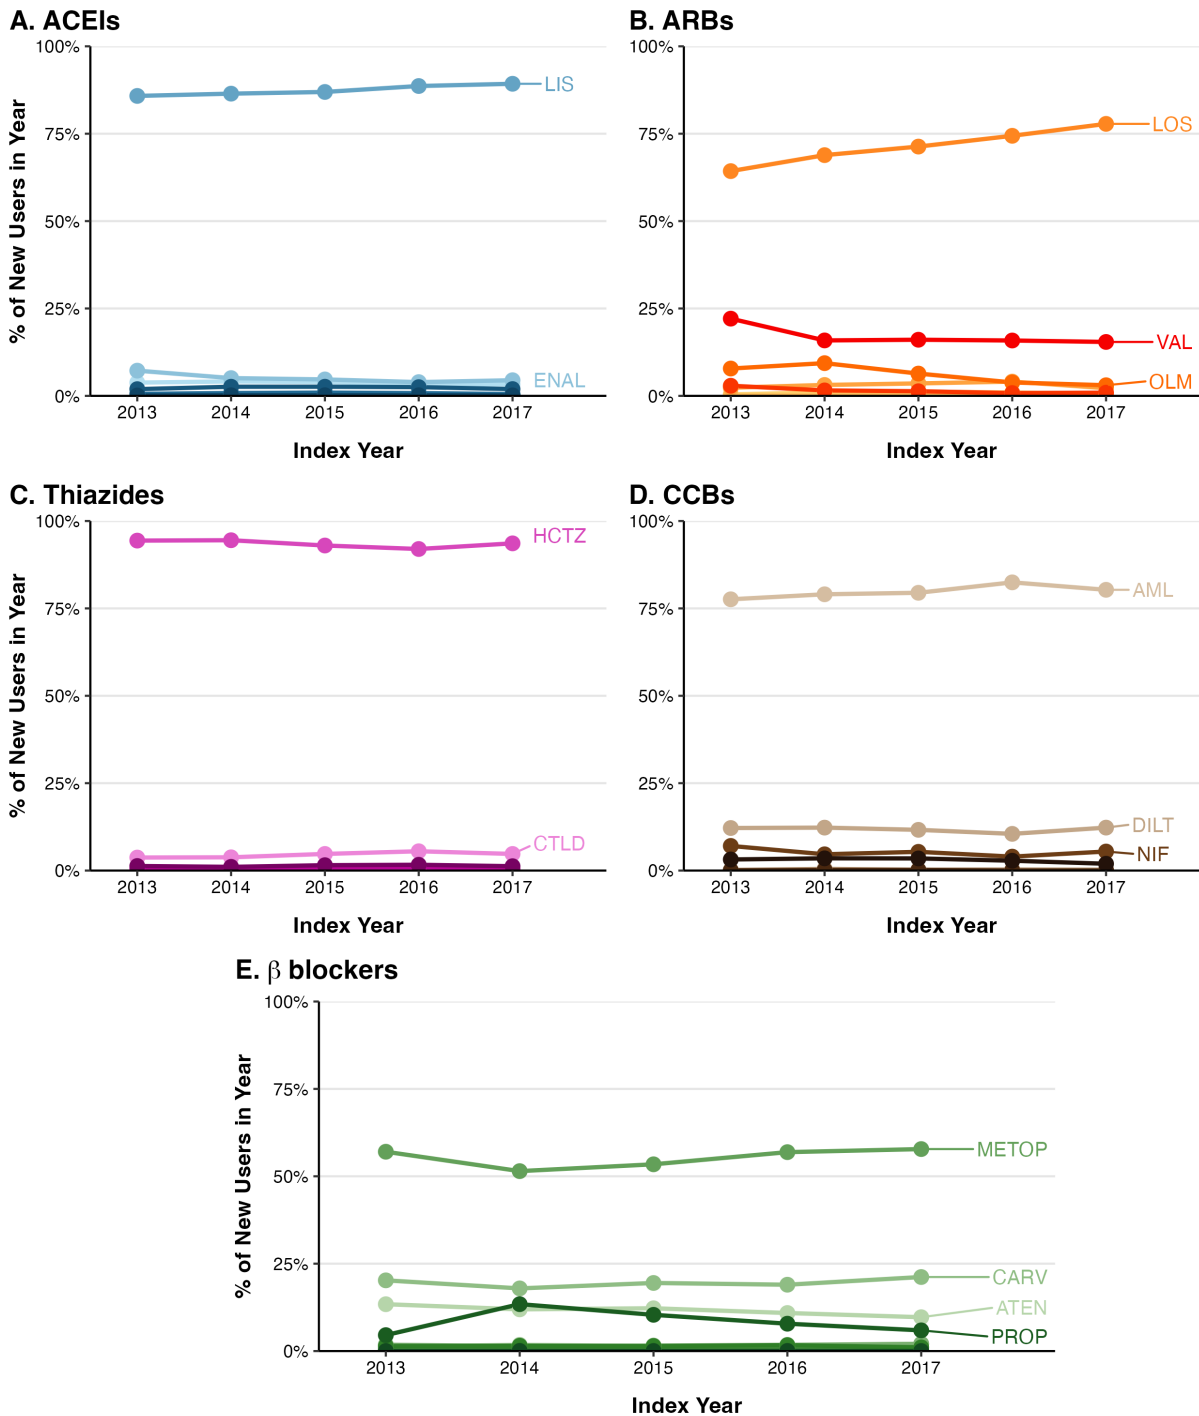 A. ACEIs
% of New Users in Year
100%
75%
50%
25%
0%
LIS
ENAL
2013 2014 2015 2016 2017
Index Year
B. ARBs
100%
75%
50%
25%
0%
LOS
VAL
OLM
2013 2014 2015 2016 2017
Index Year
C. Thiazides
% of New Users in Year
100%
75%
50%
25%
0%
HCTZ
CTLD
2013 2014 2015 2016 2017
Index Year
D. CCBs
100%
75%
50%
25%
0%
AML
DILT
NIF
2013 2014 2015 2016 2017
Index Year
E. β blockers
% of New Users in Year
100%
75%
50%
25%
0%
METOP
CARV
ATEN
PROP
2013 2014 2015 2016 2017
Index Year